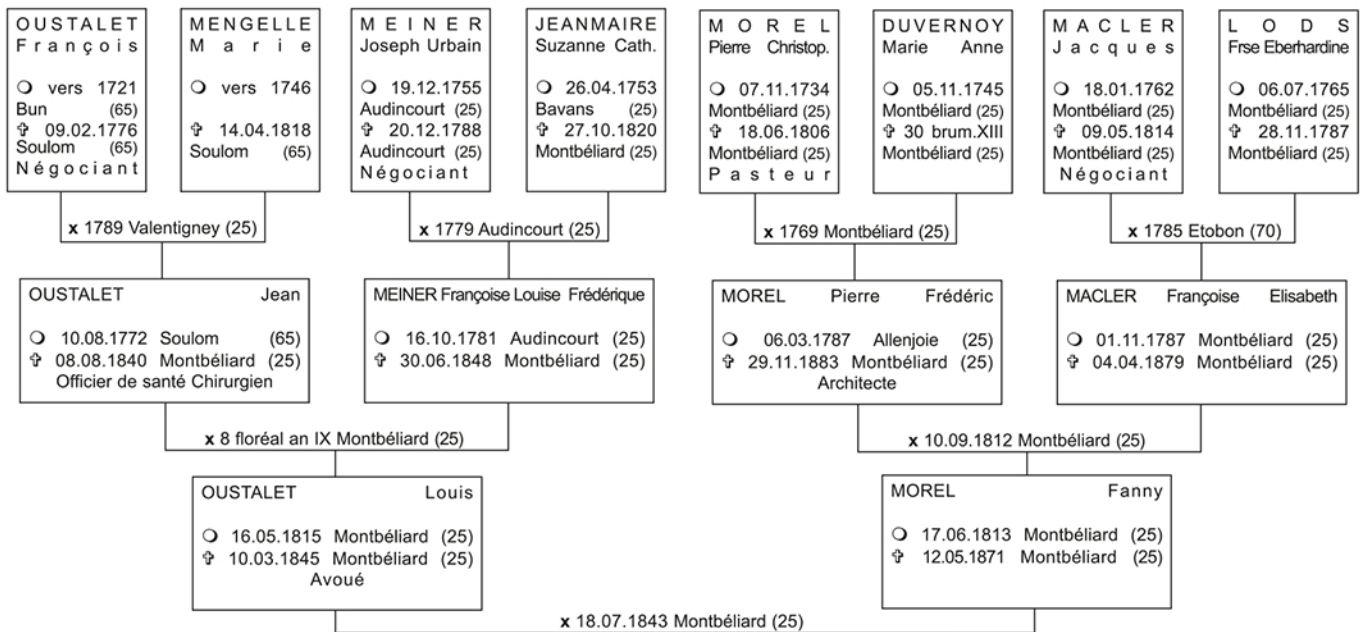 OUSTALET
François
O vers 1721
Bun (65)
✞ 09.02.1776
Soulom (65)
Négociant
MENGELLE
Marie
O vers 1746
✞ 14.04.1818
Soulom (65)
MEINER
Joseph Urbain
O 19.12.1755
Audincourt (25)
✞ 20.12.1788
Audincourt (25)
Négociant
JEANMAIRE
Suzanne Cath.
O 26.04.1753
Bavans (25)
✞ 27.10.1820
Montbéliard (25)
MOREL
Pierre Christop.
O 07.11.1734
Montbéliard (25)
✞ 18.06.1806
Montbéliard (25)
Pasteur
DUVERNOY
Marie Anne
O 05.11.1745
Montbéliard (25)
✞ 30 brum.XIII
Montbéliard (25)
MACLER
Jacques
O 18.01.1762
Montbéliard (25)
✞ 09.05.1814
Montbéliard (25)
Négociant
LODS
Frse Eberhardine
O 06.07.1765
Montbéliard (25)
✞ 28.11.1787
Montbéliard (25)
x 1789 Valentigney (25)
x 1779 Audincourt (25)
x 1769 Montbéliard (25)
x 1785 Etobon (70)
OUSTALET Jean
O 10.08.1772 Soulom (65)
✞ 08.08.1840 Montbéliard (25)
Officier de santé Chirurgien
MEINER Françoise Louise Frédérique
O 16.10.1781 Audincourt (25)
✞ 30.06.1848 Montbéliard (25)
MOREL Pierre Frédéric
O 06.03.1787 Allenjoie (25)
✞ 29.11.1883 Montbéliard (25)
Architecte
MACLER Françoise Elisabeth
O 01.11.1787 Montbéliard (25)
✞ 04.04.1879 Montbéliard (25)
x 8 floréal an IX Montbéliard (25)
x 10.09.1812 Montbéliard (25)
OUSTALET Louis
O 16.05.1815 Montbéliard (25)
✞ 10.03.1845 Montbéliard (25)
Avoué
MOREL Fanny
O 17.06.1813 Montbéliard (25)
✞ 12.05.1871 Montbéliard (25)
x 18.07.1843 Montbéliard (25)